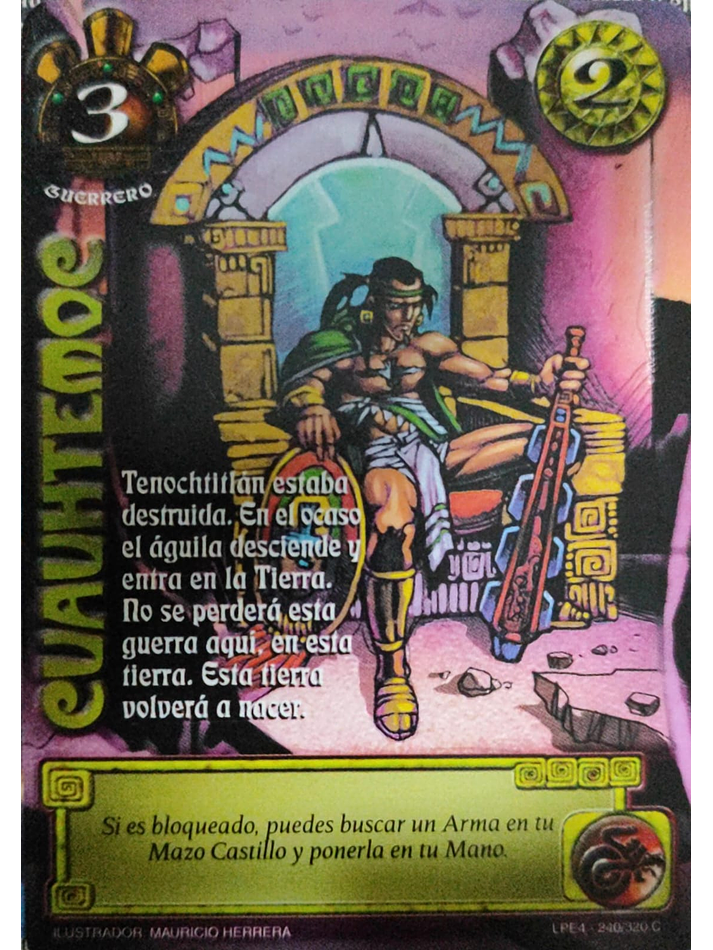 3
2
GUERRERO
CUAUHTEMOC
Tenochtitlán estaba
destruida. En el ocaso
el águila desciende y
entra en la Tierra.
No se perderá esta
guerra aqui, en esta
tierra. Esta tierra
volverá a nacer.
Si es bloqueado, puedes buscar un Arma en tu
Mazo Castillo y ponerla en tu Mano.
ILUSTRADOR: MAURICIO HERRERA
LPE4 - 240/320 C